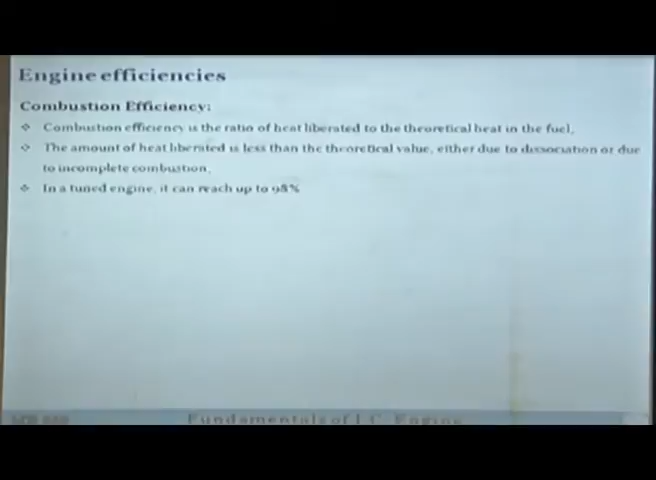 Engine efficiencies
Combustion Efficiency:
❖ Combustion efficiency is the ratio of heat liberated to the theoretical heat in the fuel.
❖ The amount of heat liberated is less than the theoretical value, either due to dissociation or due
to incomplete combustion.
❖ In a tuned engine, it can reach up to 98%
Fundamentals of I C Engine